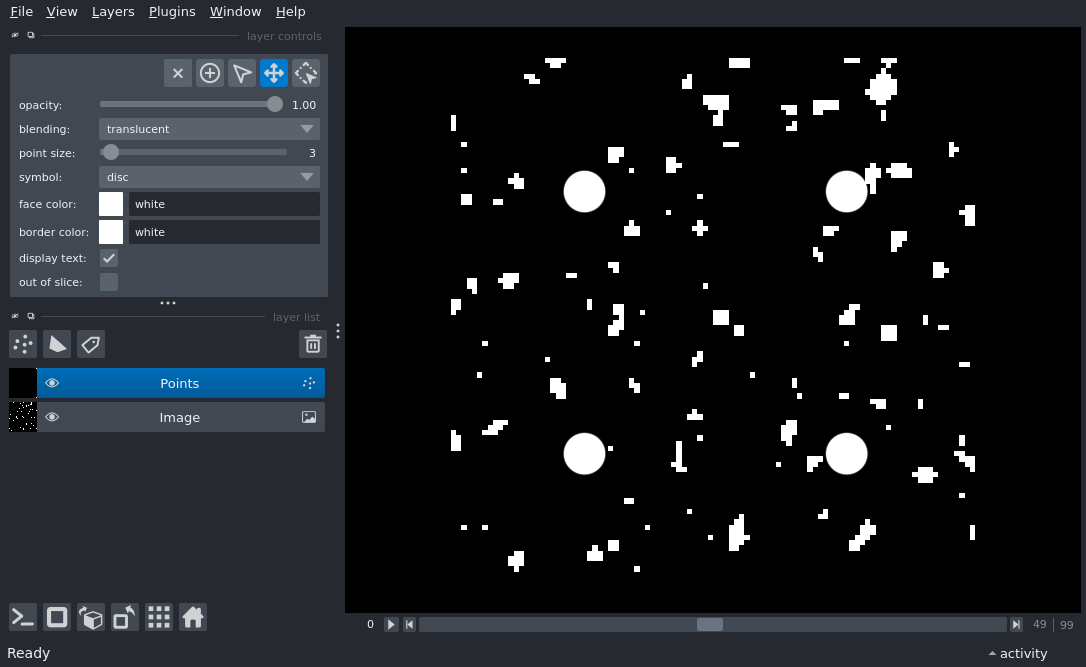 File View Layers Plugins Window Help
layer controls
opacity: 1.00
blending: translucent
point size: 3
symbol: disc
face color: white
border color: white
display text:
out of slice:
layer list
Points
Image
0 49 99
Ready activity